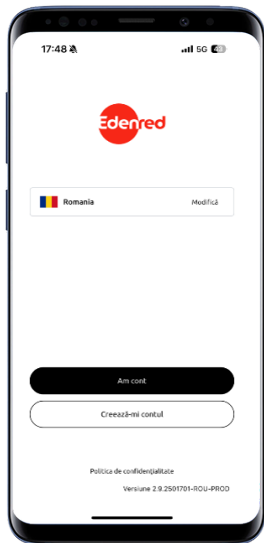 17:48
5G 42
Edenred
Romania Modifică
Am cont
Creează-mi contul
Politica de confidențialitate
Versiune 2.9.2501701-ROU-PROD